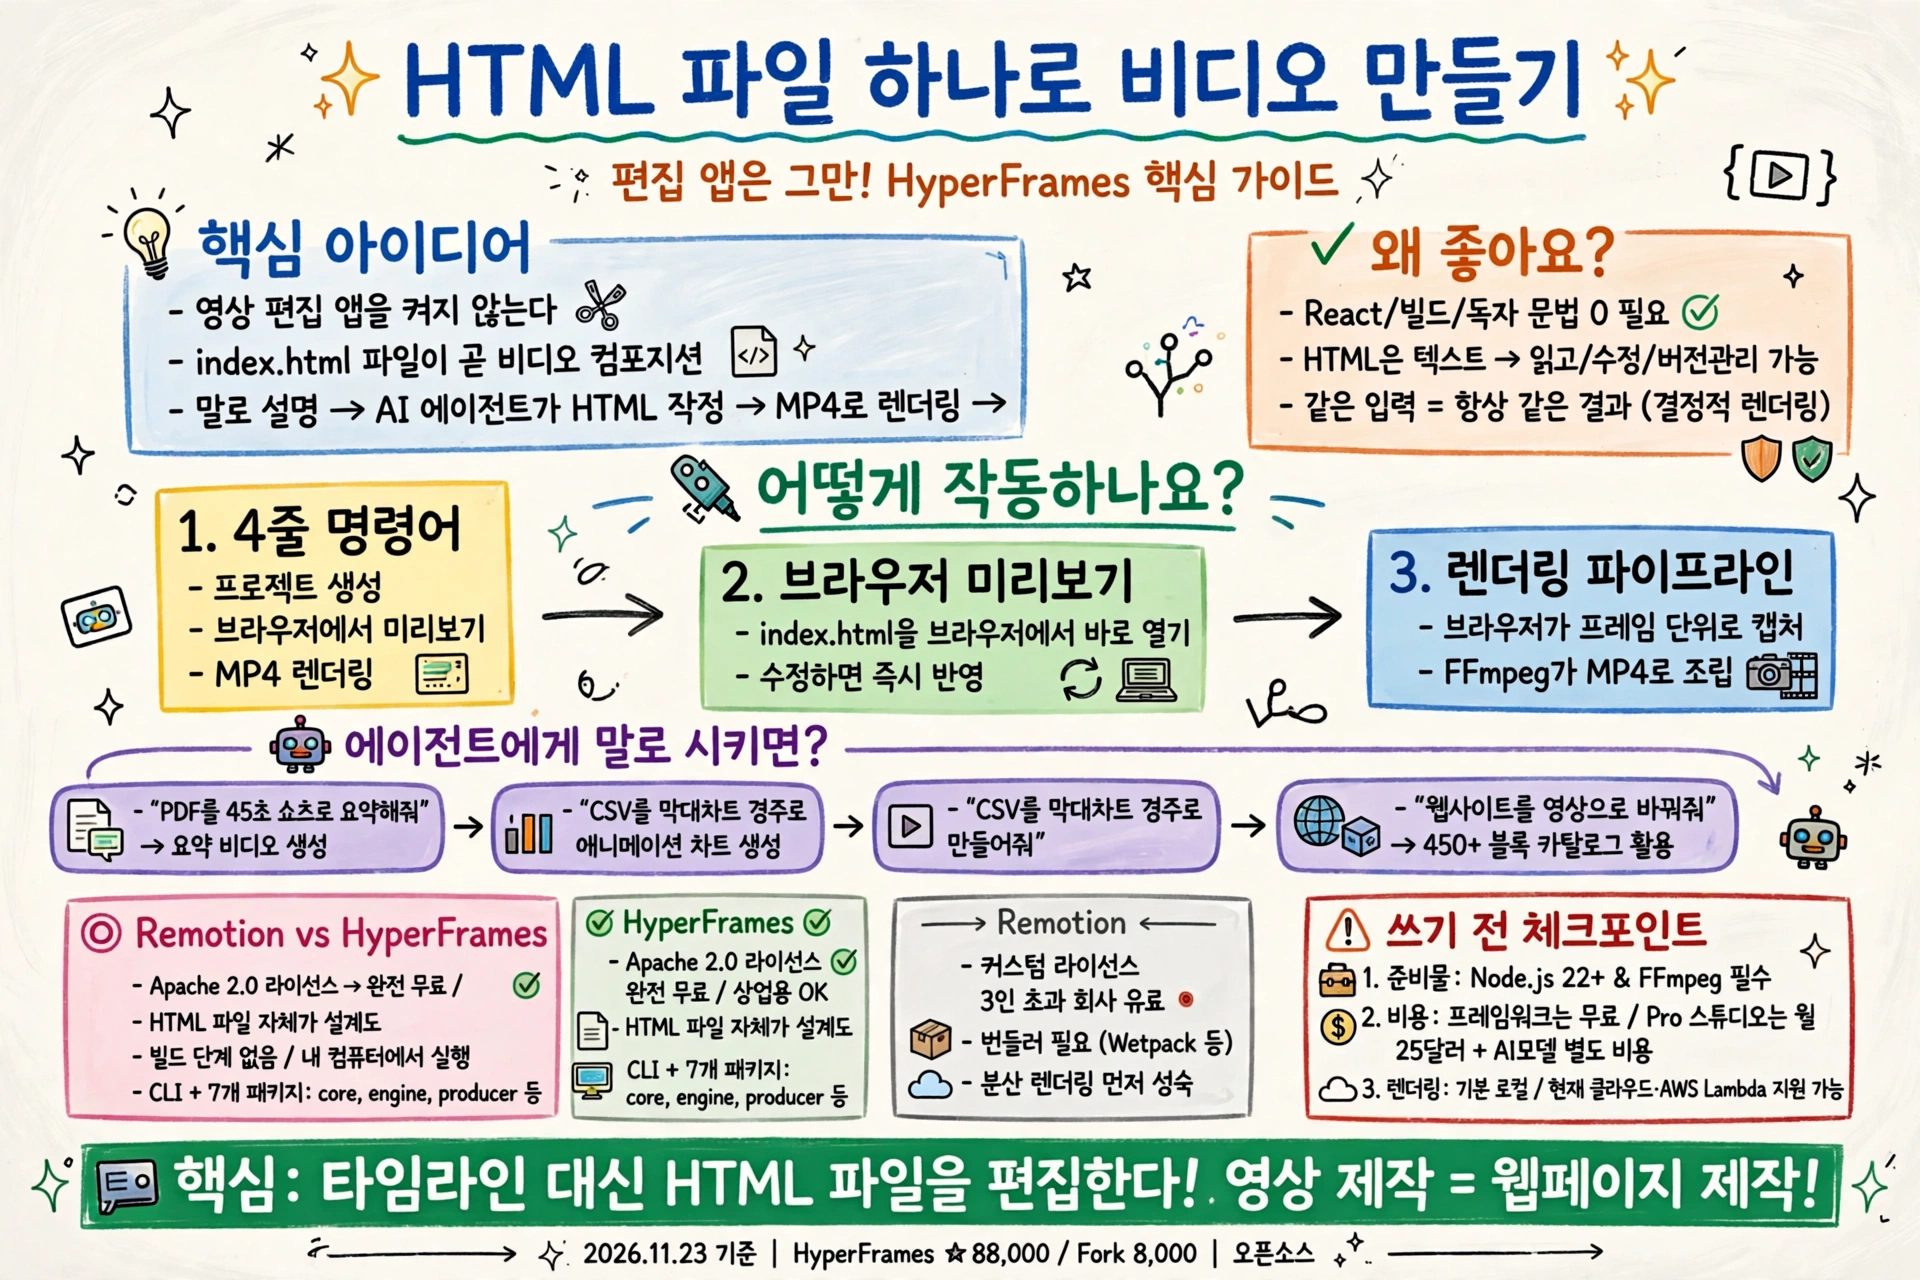 HTML 파일 하나로 비디오 만들기
편집 앱은 그만! HyperFrames 핵심 가이드
핵심 아이디어
- 영상 편집 앱을 켜지 않는다
- index.html 파일이 곧 비디오 컴포지션
- 말로 설명 → AI 에이전트가 HTML 작정 → MP4로 렌더링 →
왜 좋아요?
- React/빌드/독자 문법 0 필요
- HTML은 텍스트 → 읽고/수정/버전관리 가능
- 같은 입력 = 항상 같은 결과 (결정적 렌더링)
어떻게 작동하나요?
1. 4줄 명령어
- 프로젝트 생성
- 브라우저에서 미리보기
- MP4 렌더링
2. 브라우저 미리보기
- index.html을 브라우저에서 바로 열기
- 수정하면 즉시 반영
3. 렌더링 파이프라인
- 브라우저가 프레임 단위로 캡처
- FFmpeg가 MP4로 조립
에이전트에게 말로 시키면?
- "PDF를 45초 쇼츠로 요약해줘"
→ 요약 비디오 생성
- "CSV를 막대차트 경주로
애니메이션 차트 생성
- "CSV를 막대차트 경주로
만들어줘"
- "웹사이트를 영상으로 바꿔줘"
→ 450+ 블록 카탈로그 활용
Remotion vs HyperFrames
- Apache 2.0 라이선스 → 완전 무료 /
- HTML 파일 자체가 설계도
- 빌드 단계 없음 / 내 컴퓨터에서 실행
- CLI + 7개 패키지: core, engine, producer 등
HyperFrames
- Apache 2.0 라이선스
완전 무료 / 상업용 OK
- HTML 파일 자체가 설계도
CLI + 7개 패키지:
core, engine, producer 등
Remotion
- 커스텀 라이선스
3인 초과 회사 유료
- 번들러 필요 (Wetpack 등)
- 분산 렌더링 먼저 성숙
쓰기 전 체크포인트
1. 준비물: Node.js 22+ & FFmpeg 필수
2. 비용: 프레임워크는 무료 / Pro 스튜디오는 월
25달러 + AI모델 별도 비용
3. 렌더링: 기분 로컬 / 현재 클라우드·AWS Lambda 지원 가능
핵심: 타임라인 대신 HTML 파일을 편집한다! 영상 제작 = 웹페이지 제작!
2026.11.23 기준 | HyperFrames ☆ 88,000 / Fork 8,000 | 오픈소스